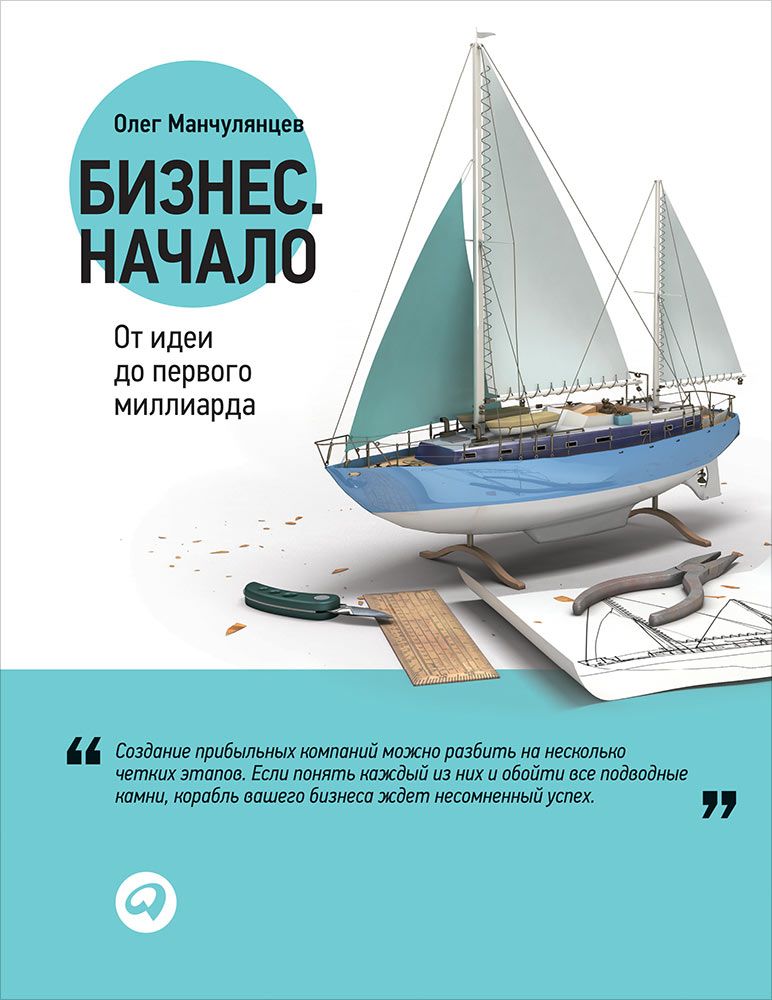 Олег Манчулянцев
БИЗНЕС.
НАЧАЛО
От идеи
до первого
миллиарда
“ Создание прибыльных компаний можно разбить на несколько
четких этапов. Если понять каждый из них и обойти все подводные
камни, корабль вашего бизнеса ждет несомненный успех. ”